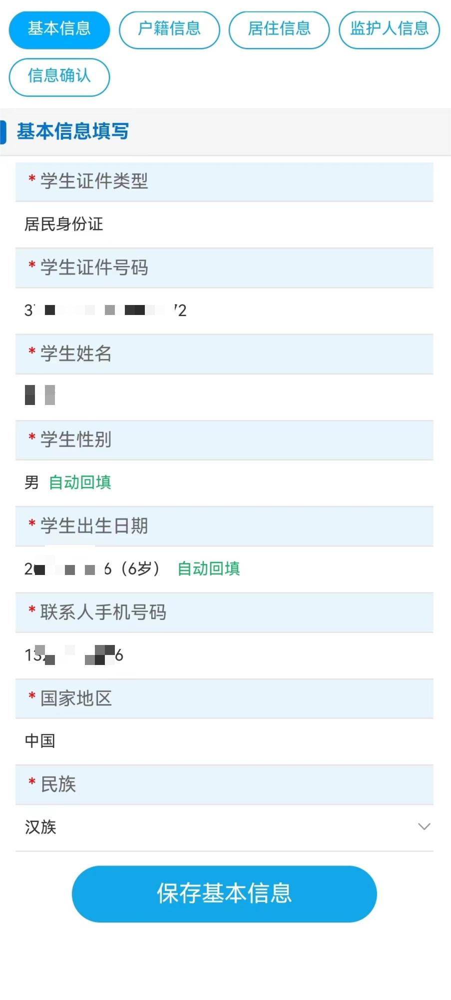 基本信息 户籍信息 居住信息 监护人信息
信息确认
基本信息填写
* 学生证件类型
居民身份证
* 学生证件号码
3 72
* 学生姓名
* 学生性别
男 自动回填
* 学生出生日期
2 6（6岁） 自动回填
* 联系人手机号码
13 6
* 国家地区
中国
* 民族
汉族
保存基本信息